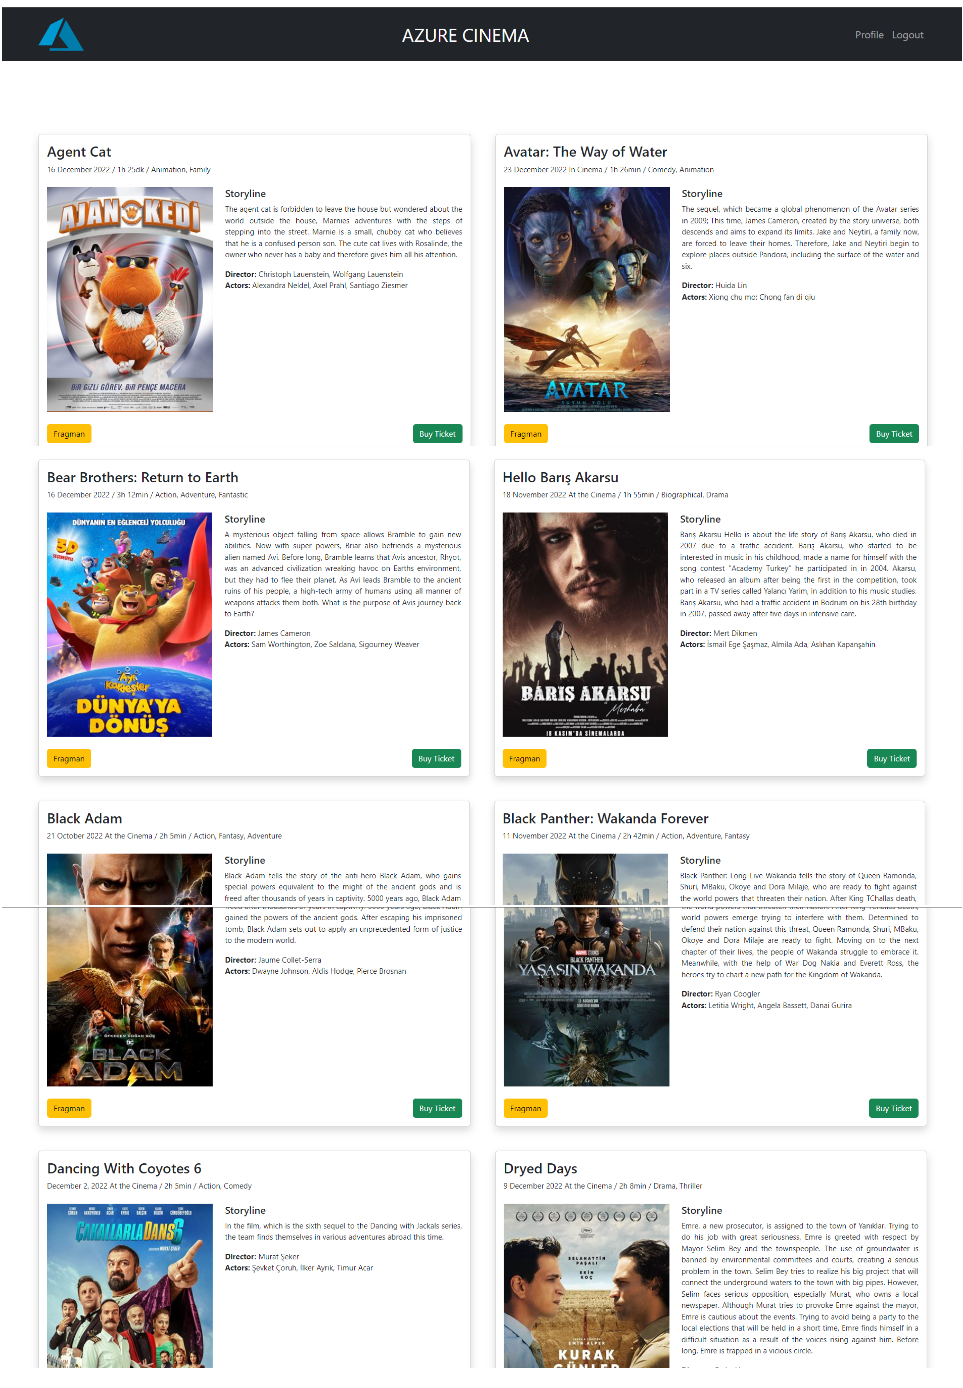 AZURE CINEMA
Profile Logout
Agent Cat
16 December 2022 / 1h 25dk / Animation, Family
AJAN KEDİ
BİR GİZLİ GÖREV, BİR PENÇE MACERA
Storyline
The agent cat is forbidden to leave the house but wondered about the
world outside the house, Marnies adventures with the steps of
stepping into the street. Marnie is a small, chubby cat who believes
that he is a confused person son. The cute cat lives with Rosalinde, the
owner who never has a baby and therefore gives him all his attention.
Director: Christoph Lauenstein, Wolfgang Lauenstein
Actors: Alexandra Neldel, Axel Prahl, Santiago Ziesmer
Fragman
Buy Ticket
Avatar: The Way of Water
23 December 2022 In Cinema / 1h 26min / Comedy, Animation
AVATAR
SUYUN YOLU
Storyline
The sequel, which became a global phenomenon of the Avatar series
in 2009; This time, James Cameron, created by the story universe, both
descends and aims to expand its limits. Jake and Neytiri, a family now,
are forced to leave their homes. Therefore, Jake and Neytiri begin to
explore places outside Pandora, including the surface of the water and
six.
Director: Huida Lin
Actors: Xiong chu mo: Chong fan di qiu
Fragman
Buy Ticket
Bear Brothers: Return to Earth
16 December 2022 / 3h 12min / Action, Adventure, Fantastic
DÜNYANIN EN EĞLENCELİ YOLCULUĞU
Ayı
Kardeşler
DÜNYA'YA
DÖNÜŞ
Storyline
A mysterious object falling from space allows Bramble to gain new
abilities. Now with super powers, Briar also befriends a mysterious
alien named Avi. Before long, Bramble learns that Avis ancestor, Rhyot,
was an advanced civilization wreaking havoc on Earths environment,
but they had to flee their planet. As Avi leads Bramble to the ancient
ruins of his people, a high-tech army of humans using all manner of
weapons attacks them both. What is the purpose of Avis journey back
to Earth?
Director: James Cameron
Actors: Sam Worthington, Zoe Saldana, Sigourney Weaver
Fragman
Buy Ticket
Hello Barış Akarsu
18 November 2022 At the Cinema / 1h 55min / Biographical, Drama
BARIŞ AKARSU
"Merhaba"
18 KASIM'DA SİNEMALARDA
Storyline
Barış Akarsu Hello is about the life story of Barış Akarsu, who died in
2007 due to a traffic accident. Barış Akarsu, who started to be
interested in music in his childhood, made a name for himself with the
song contest "Academy Turkey" he participated in in 2004. Akarsu,
who released an album after being the first in the competition, took
part in a TV series called Yalancı Yarim, in addition to his music studies.
Barış Akarsu, who had a traffic accident in Bodrum on his 28th birthday
in 2007, passed away after five days in intensive care.
Director: Mert Dikmen
Actors: İsmail Ege Şaşmaz, Almila Ada, Aslıhan Kapanşahin
Fragman
Buy Ticket
Black Adam
21 October 2022 At the Cinema / 2h 5min / Action, Fantasy, Adventure
DC
BLACK
ADAM
Storyline
Black Adam tells the story of the anti-hero Black Adam, who gains
special powers equivalent to the might of the ancient gods and is
freed after thousands of years in captivity. 5000 years ago, Black Adam
gained the powers of the ancient gods. After escaping his imprisoned
tomb, Black Adam sets out to apply an unprecedented form of justice
to the modern world.
Director: Jaume Collet-Serra
Actors: Dwayne Johnson, Aldis Hodge, Pierce Brosnan
Fragman
Buy Ticket
Black Panther: Wakanda Forever
11 November 2022 At the Cinema / 2h 42min / Action, Adventure, Fantasy
BLACK PANTHER
YAŞASIN WAKANDA
Storyline
Black Panther: Long Live Wakanda tells the story of Queen Ramonda,
Shuri, MBaku, Okoye and Dora Milaje, who are ready to fight against
the world powers that threaten their nation. After King TChallas death,
world powers emerge trying to interfere with them. Determined to
defend their nation against this threat, Queen Ramonda, Shuri, MBaku,
Okoye and Dora Milaje are ready to fight. Moving on to the next
chapter of their lives, the people of Wakanda struggle to embrace it.
Meanwhile, with the help of War Dog Nakia and Everett Ross, the
heroes try to chart a new path for the Kingdom of Wakanda.
Director: Ryan Coogler
Actors: Letitia Wright, Angela Bassett, Danai Gurira
Fragman
Buy Ticket
Dancing With Coyotes 6
December 2, 2022 At the Cinema / 2h 5min / Action, Comedy
ÇAKALLARLA DANS 6
Storyline
In the film, which is the sixth sequel to the Dancing with Jackals series,
the team finds themselves in various adventures abroad this time.
Director: Murat Şeker
Actors: Şevket Çoruh, İlker Ayrık, Timur Acar
Dryed Days
9 December 2022 At the Cinema / 2h 8min / Drama, Thriller
SELAHATTİN
PAŞALI
EKİN
KOÇ
EMİN ALPER
KURAK
GÜNLER
Storyline
Emre, a new prosecutor, is assigned to the town of Yanıklar. Trying to
do his job with great seriousness. Emre is greeted with respect by
Mayor Selim Bey and the townspeople. The use of groundwater is
banned by environmental committees and courts, creating a serious
problem in the town. Selim Bey tries to realize his big project that will
connect the underground waters to the town with big pipes. However,
Selim faces serious opposition, especially Murat, who owns a local
newspaper. Although Murat tries to provoke Emre against the mayor,
Emre is cautious about the events. Trying to avoid being a party to the
local elections that will be held in a short time, Emre finds himself in a
difficult situation as a result of the voices rising against him. Before
long, Emre is trapped in a vicious circle.